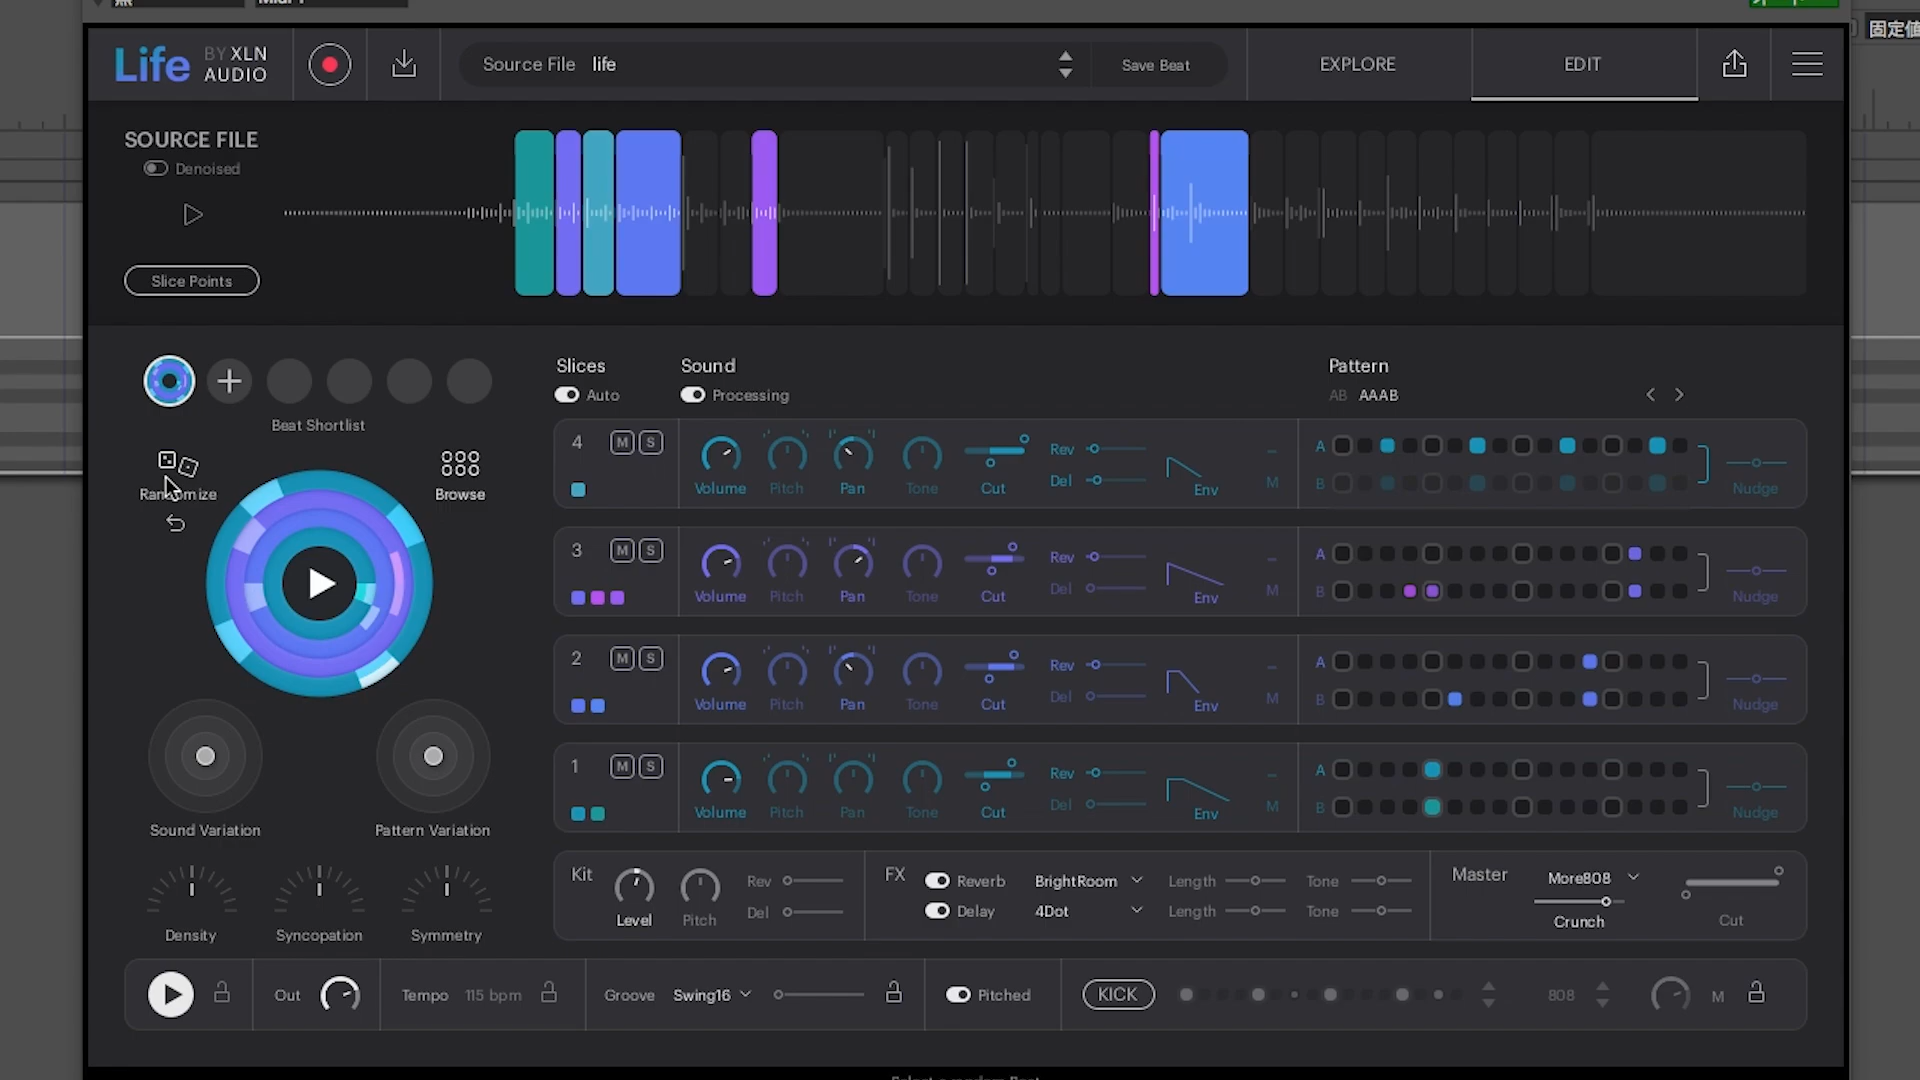 Life BY XLN AUDIO
Source File life
Save Beat
EXPLORE
EDIT
固定値
SOURCE FILE
Denoised
Slice Points
Beat Shortlist
Randomize
Browse
Sound Variation
Pattern Variation
Density
Syncopation
Symmetry
Slices
Auto
Sound
Processing
Pattern
AB AAAB
4 M S
Volume Pitch Pan Tone Cut
Rev
Del
Env
M
A
B
Nudge
3 M S
Volume Pitch Pan Tone Cut
Rev
Del
Env
M
A
B
Nudge
2 M S
Volume Pitch Pan Tone Cut
Rev
Del
Env
M
A
B
Nudge
1 M S
Volume Pitch Pan Tone Cut
Rev
Del
Env
M
A
B
Nudge
Kit
Level
Pitch
Rev
Del
FX
Reverb BrightRoom Length Tone
Delay 4Dot Length Tone
Master
More808
Crunch
Cut
Out
Tempo 115 bpm
Groove Swing16
Pitched
KICK
808
M